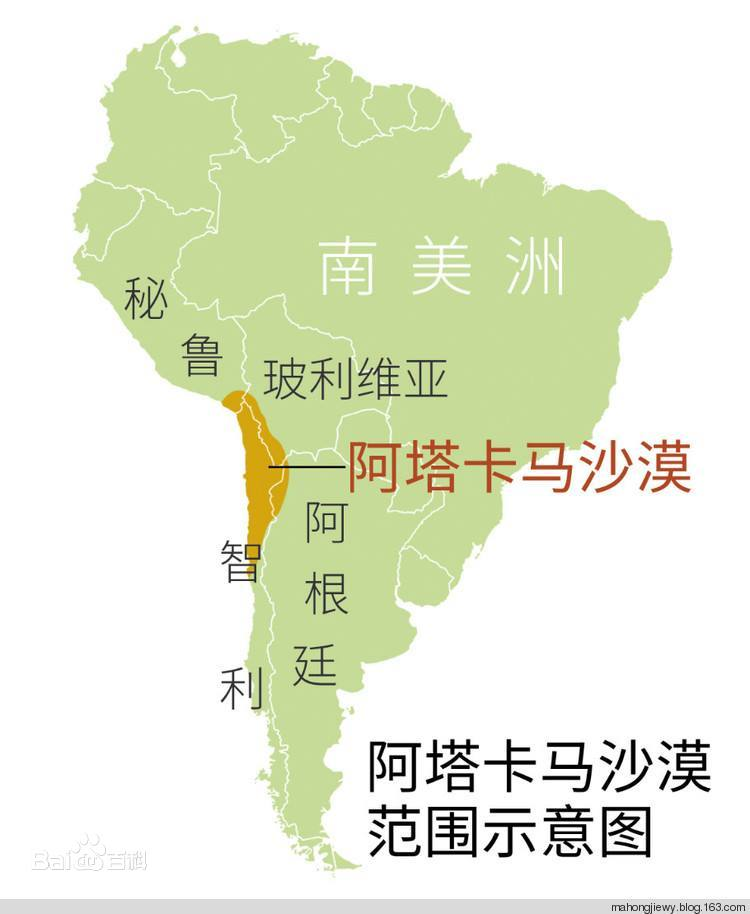 南美洲
秘鲁
玻利维亚
阿塔卡马沙漠
阿根廷
智利
阿塔卡马沙漠
范围示意图
Bai百科
mahongjiewy.blog.163.com